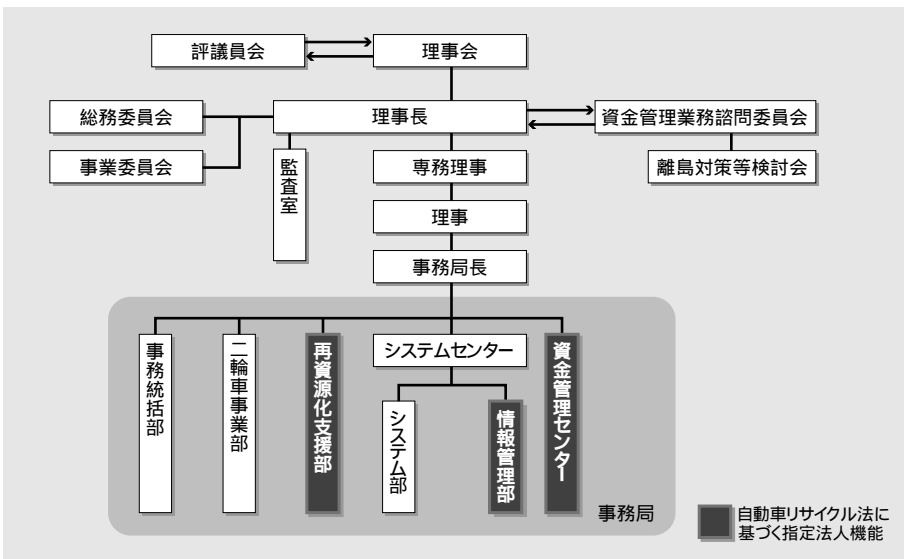 評議員会
理事会
総務委員会
理事長
資金管理業務諮問委員会
事業委員会
監査室
専務理事
離島対策等検討会
理事
事務局長
事務統括部
二輪車事業部
再資源化支援部
システムセンター
資金管理センター
システム部
情報管理部
事務局
自動車リサイクル法に
基づく指定法人機能